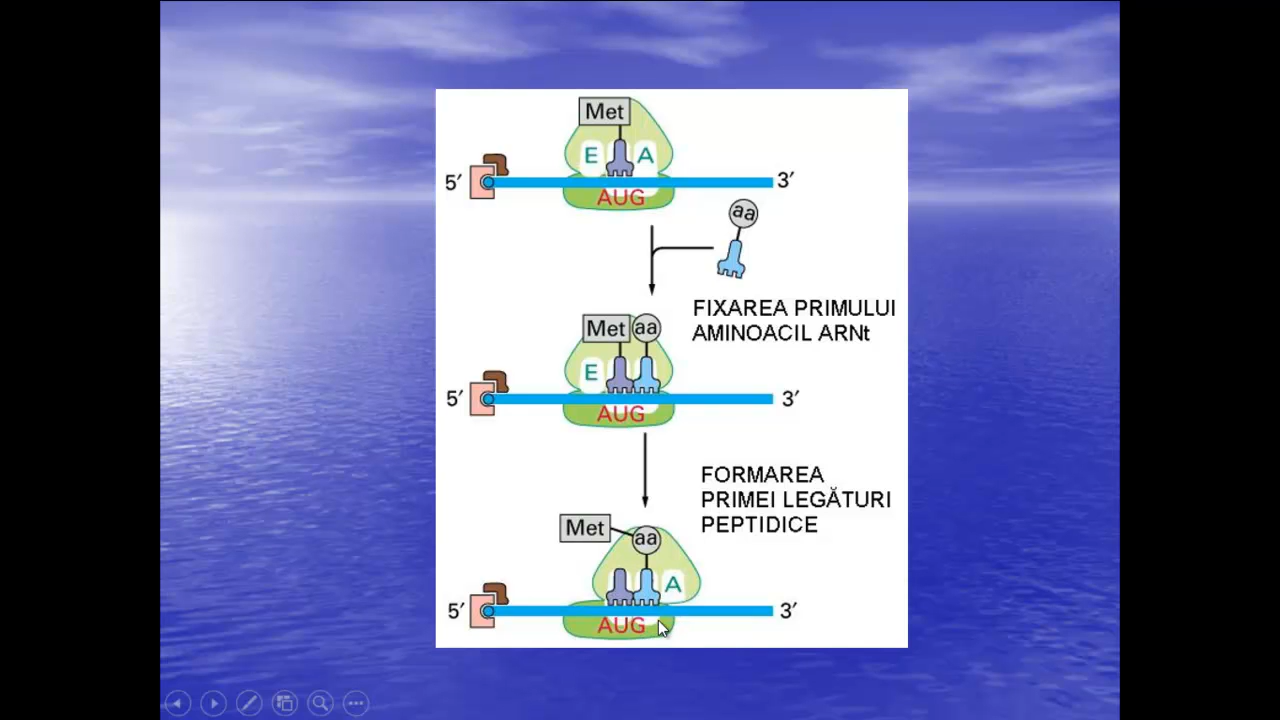 Met
E A
5′ 3′
AUG
aa
FIXAREA PRIMULUI
AMINOACIL ARNt
Met aa
E
5′ 3′
AUG
FORMAREA
PRIMEI LEGĂTURI
PEPTIDICE
Met aa
A
5′ 3′
AUG